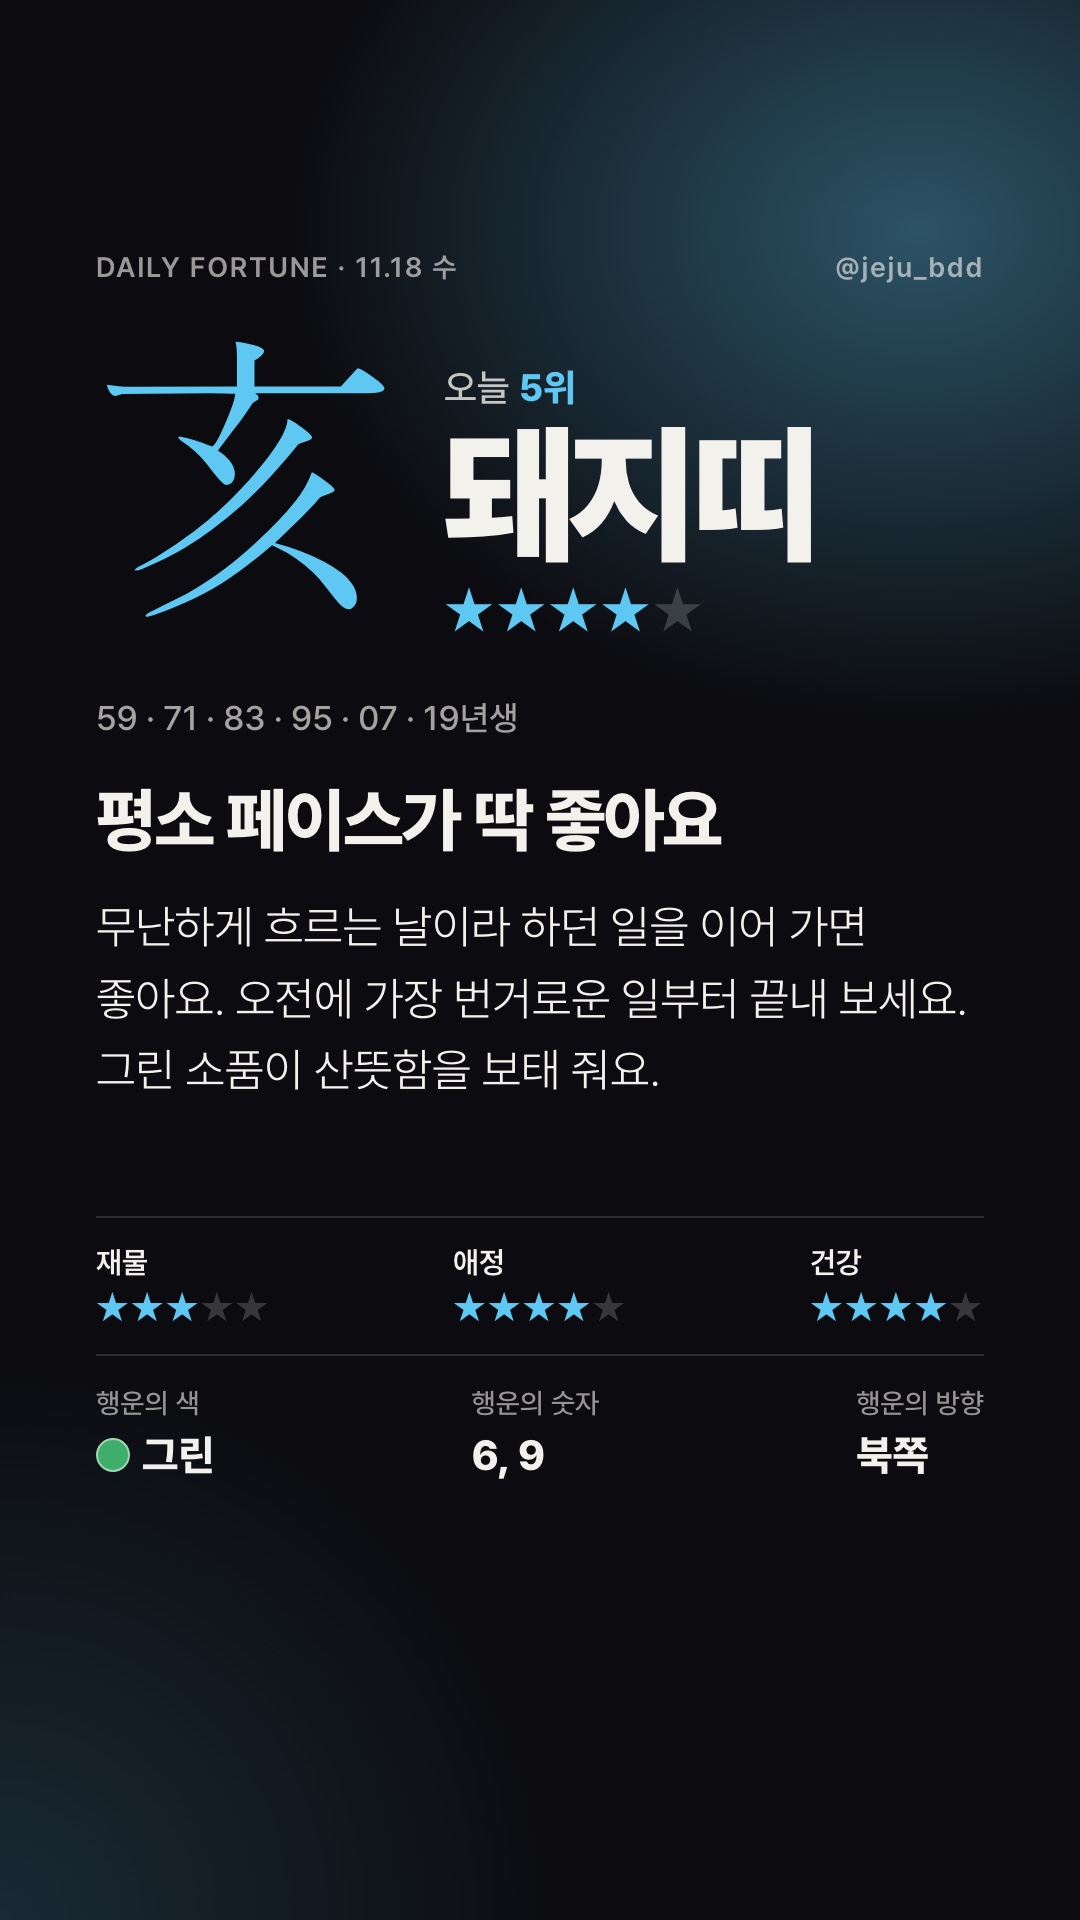 DAILY FORTUNE · 11.18 수
@jeju_bdd
亥
오늘 5위
돼지띠
★★★★★
59 · 71 · 83 · 95 · 07 · 19년생
평소 페이스가 딱 좋아요
무난하게 흐르는 날이라 하던 일을 이어 가면
좋아요. 오전에 가장 번거로운 일부터 끝내 보세요.
그린 소품이 산뜻함을 보태 줘요.
재물 애정 건강
★★★★★ ★★★★★ ★★★★★
행운의 색 행운의 숫자 행운의 방향
그린 6, 9 북쪽